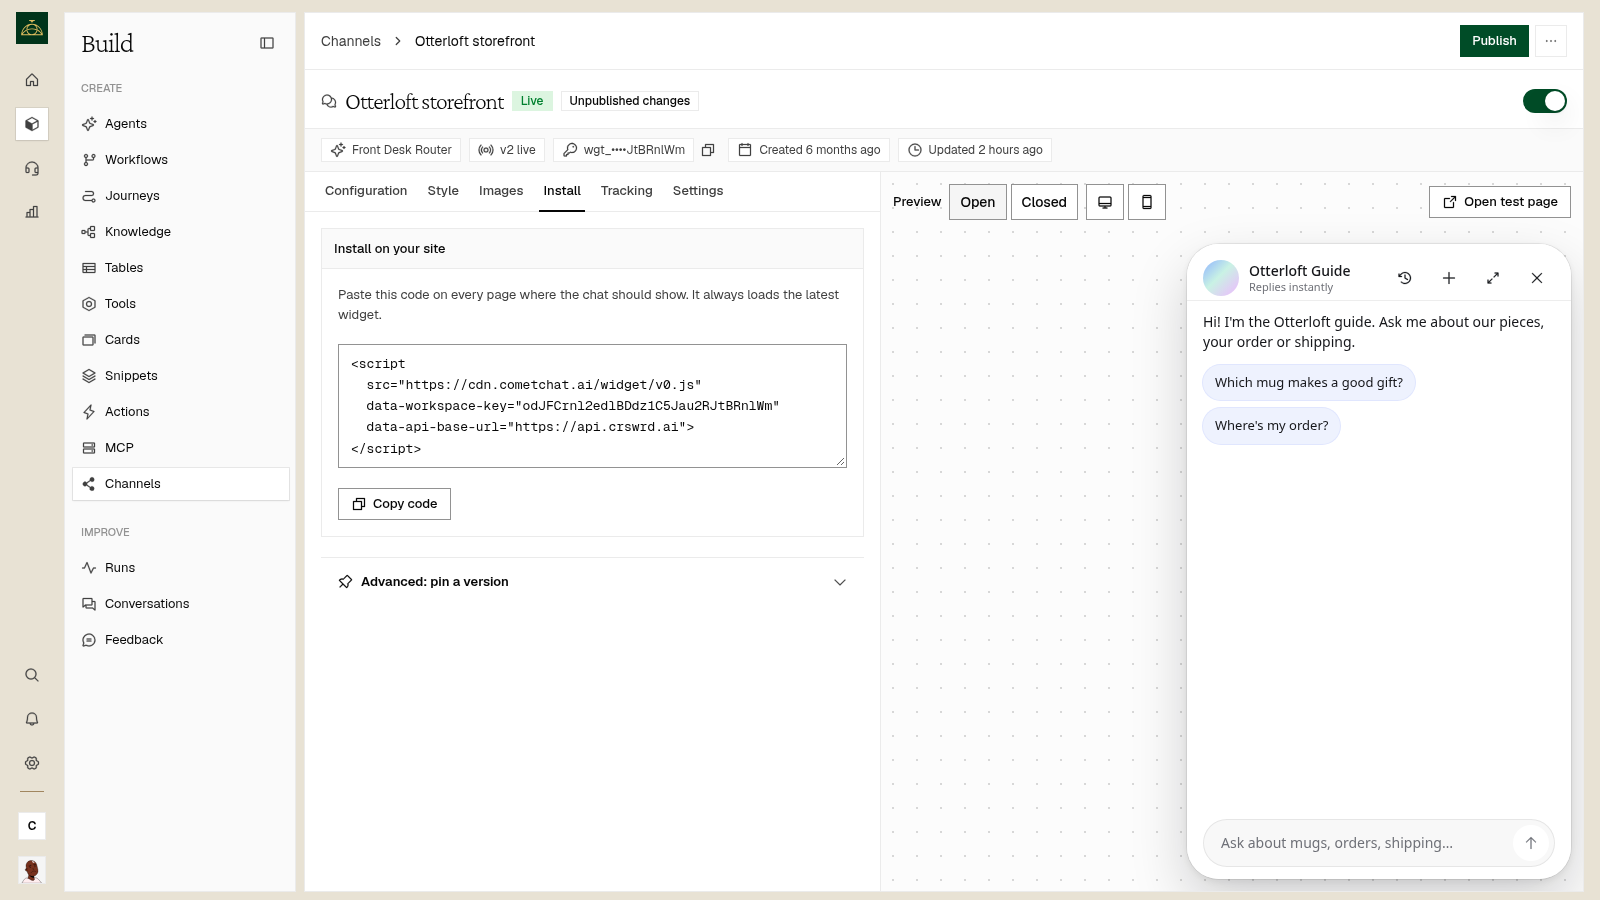 Build
CREATE
Agents
Workflows
Journeys
Knowledge
Tables
Tools
Cards
Snippets
Actions
MCP
Channels
IMPROVE
Runs
Conversations
Feedback
C
Channels
Otterloft storefront
Publish
Otterloft storefront
Live
Unpublished changes
Front Desk Router
v2 live
wgt_••••JtBRnlWm
Created 6 months ago
Updated 2 hours ago
Configuration
Style
Images
Install
Tracking
Settings
Install on your site
Paste this code on every page where the chat should show. It always loads the latest
widget.
<script
src="https://cdn.cometchat.ai/widget/v0.js"
data-workspace-key="odJFCrnl2edlBDdz1C5Jau2RJtBRnlWm"
data-api-base-url="https://api.crswrd.ai">
</script>
Copy code
Advanced: pin a version
Preview
Open
Closed
Open test page
Otterloft Guide
Replies instantly
Hi! I'm the Otterloft guide. Ask me about our pieces,
your order or shipping.
Which mug makes a good gift?
Where's my order?
Ask about mugs, orders, shipping...